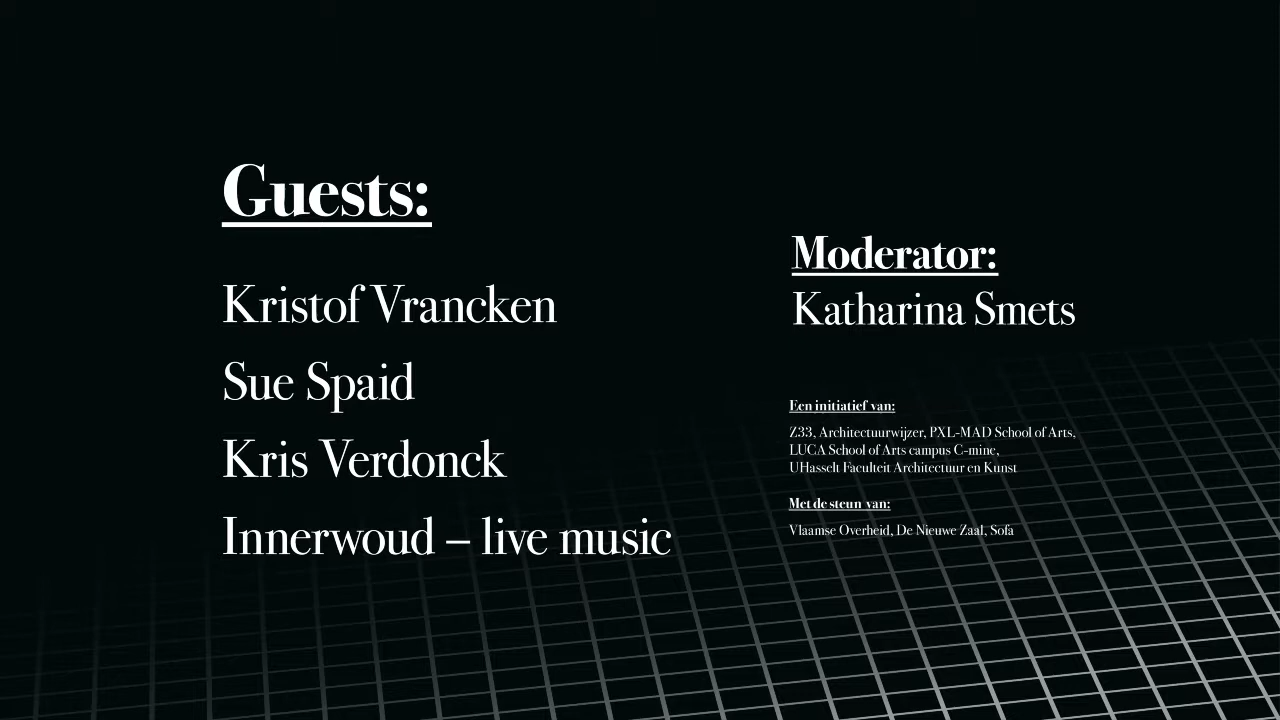 Guests:
Kristof Vrancken
Sue Spaid
Kris Verdonck
Innerwoud – live music
Moderator:
Katharina Smets
Een initiatief van:
Z33, Architectuurwijzer, PXL-MAD School of Arts,
LUCA School of Arts campus C-mine,
UHasselt Faculteit Architectuur en Kunst
Met de steun van:
Vlaamse Overheid, De Nieuwe Zaal, Sofa